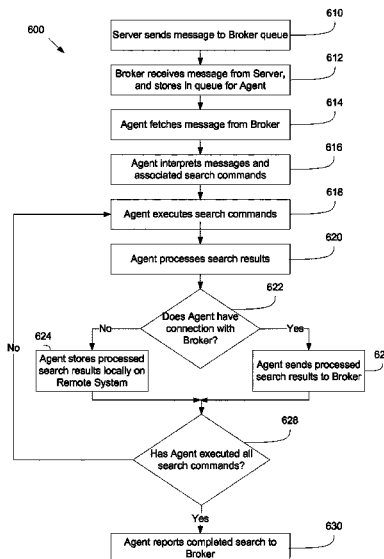 600
610
Server sends message to Broker queue
612
Broker receives message from Server,
and stores in queue for Agent
614
Agent fetches message from Broker
616
Agent interprets messages and
associated search commands
618
Agent executes search commands
620
Agent processes search results
622
Does Agent have
connection with
Broker?
No
Yes
624
Agent stores processed
search results locally on
Remote System
Agent sends processed
search results to Broker
No
628
Has Agent executed all
search commands?
Yes
630
Agent reports completed search to
Broker